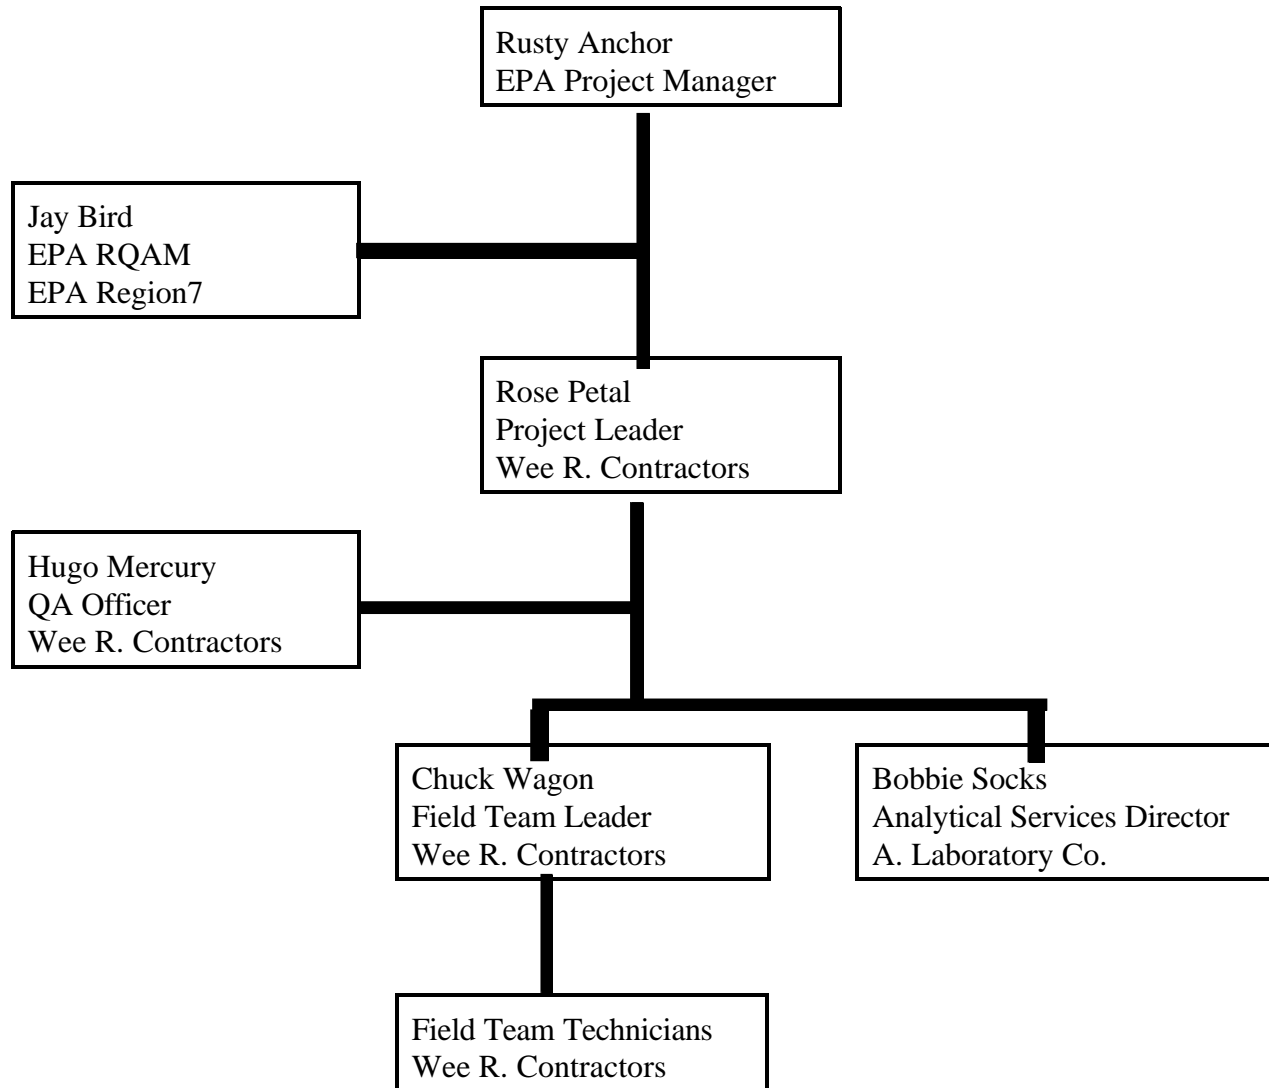 Rusty Anchor
EPA Project Manager
Jay Bird
EPA RQAM
EPA Region7
Rose Petal
Project Leader
Wee R. Contractors
Hugo Mercury
QA Officer
Wee R. Contractors
Chuck Wagon
Field Team Leader
Wee R. Contractors
Bobbie Socks
Analytical Services Director
A. Laboratory Co.
Field Team Technicians
Wee R. Contractors